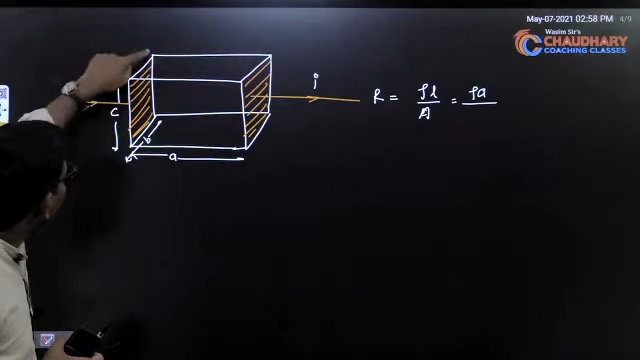 May-07-2021 02:58 PM 4/9
Wasim Sir's
CHAUDHARY
COACHING CLASSES
i
R = ρl/A = ρa
c
b
a